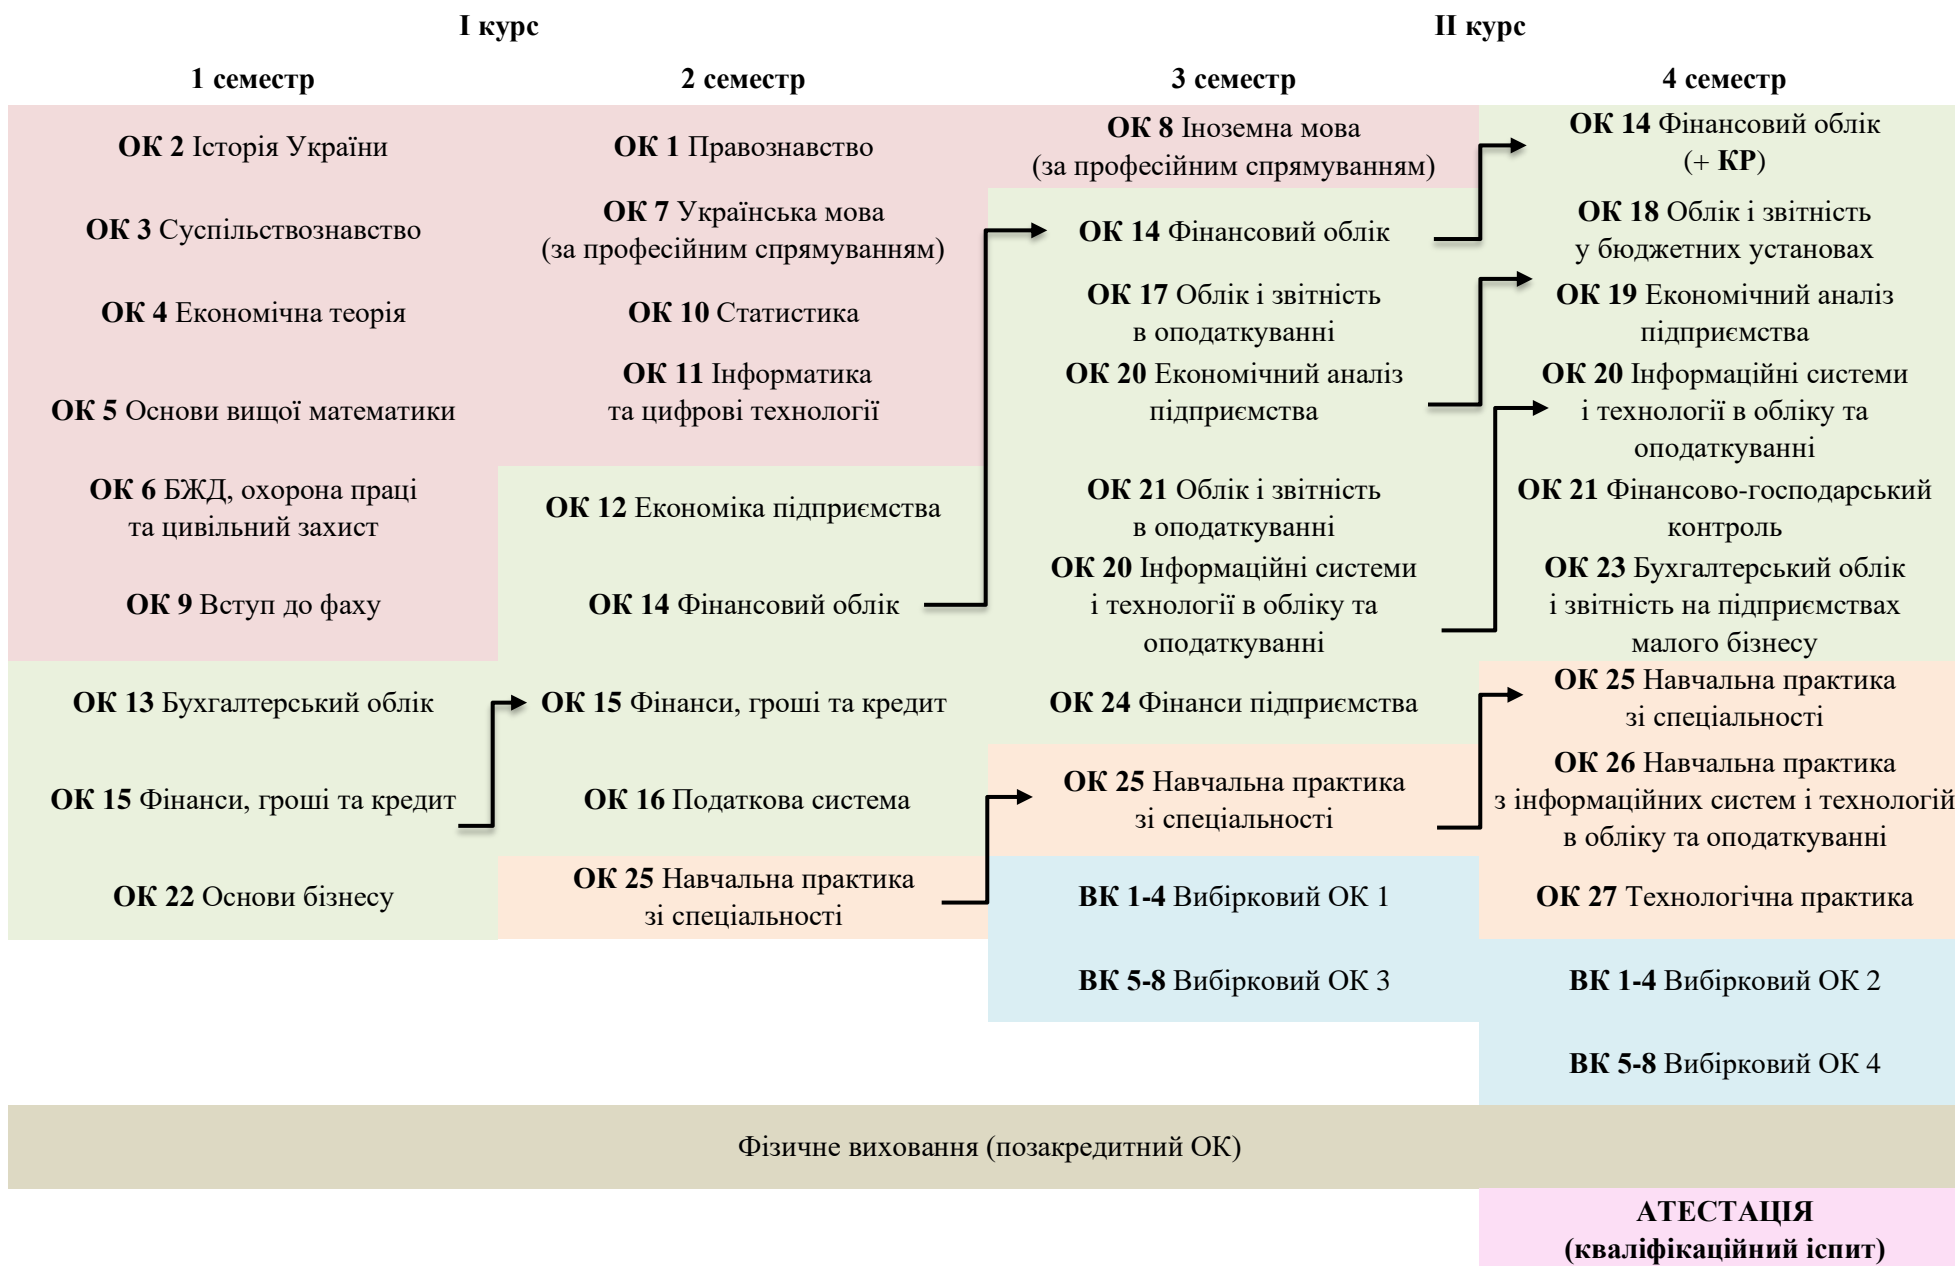 І курс
ІІ курс
1 семестр
2 семестр
3 семестр
4 семестр
ОК 2 Історія України
ОК 3 Суспільствознавство
ОК 4 Економічна теорія
ОК 5 Основи вищої математики
ОК 6 БЖД, охорона праці
та цивільний захист
ОК 9 Вступ до фаху
ОК 13 Бухгалтерський облік
ОК 15 Фінанси, гроші та кредит
ОК 22 Основи бізнесу
ОК 1 Правознавство
ОК 7 Українська мова
(за професійним спрямуванням)
ОК 10 Статистика
ОК 11 Інформатика
та цифрові технології
ОК 12 Економіка підприємства
ОК 14 Фінансовий облік
ОК 15 Фінанси, гроші та кредит
ОК 16 Податкова система
ОК 25 Навчальна практика
зі спеціальності
ОК 8 Іноземна мова
(за професійним спрямуванням)
ОК 14 Фінансовий облік
ОК 17 Облік і звітність
в оподаткуванні
ОК 20 Економічний аналіз
підприємства
ОК 21 Облік і звітність
в оподаткуванні
ОК 20 Інформаційні системи
і технології в обліку та
оподаткуванні
ОК 24 Фінанси підприємства
ОК 25 Навчальна практика
зі спеціальності
ВК 1-4 Вибірковий ОК 1
ВК 5-8 Вибірковий ОК 3
ОК 14 Фінансовий облік
(+ КР)
ОК 18 Облік і звітність
у бюджетних установах
ОК 19 Економічний аналіз
підприємства
ОК 20 Інформаційні системи
і технології в обліку та
оподаткуванні
ОК 21 Фінансово-господарський
контроль
ОК 23 Бухгалтерський облік
і звітність на підприємствах
малого бізнесу
ОК 25 Навчальна практика
зі спеціальності
ОК 26 Навчальна практика
з інформаційних систем і технологій
в обліку та оподаткуванні
ОК 27 Технологічна практика
ВК 1-4 Вибірковий ОК 2
ВК 5-8 Вибірковий ОК 4
Фізичне виховання (позакредитний ОК)
АТЕСТАЦІЯ
(кваліфікаційний іспит)